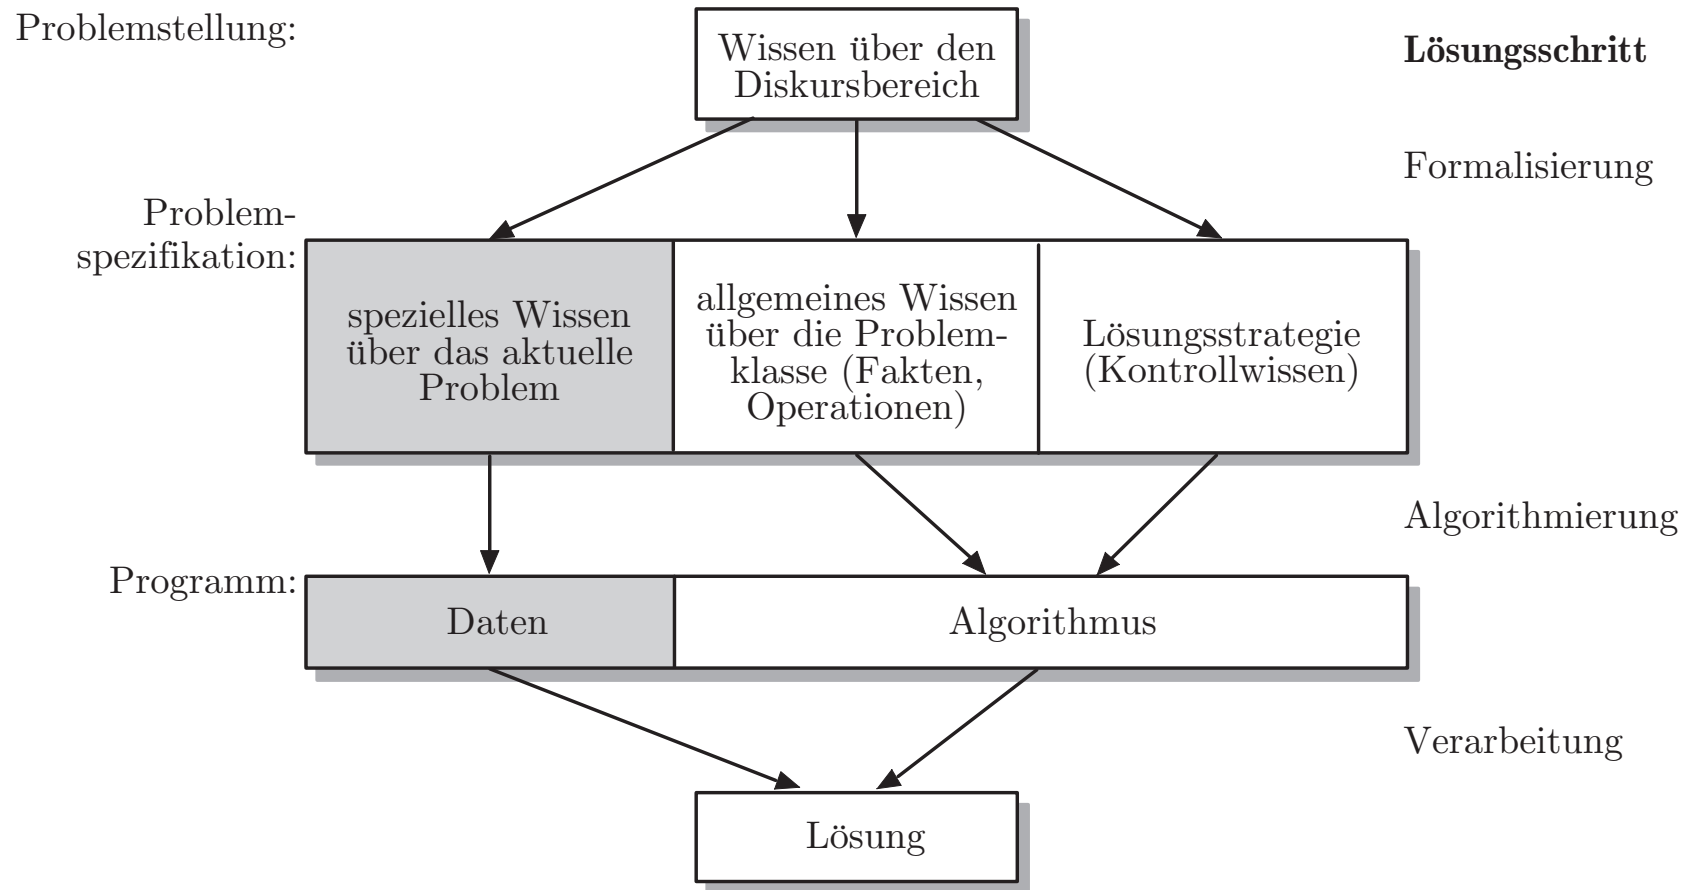 Problemstellung:
Wissen über den
Diskursbereich
Lösungsschritt
Formalisierung
Problem-
spezifikation:
spezielles Wissen
über das aktuelle
Problem
allgemeines Wissen
über die Problem-
klasse (Fakten,
Operationen)
Lösungsstrategie
(Kontrollwissen)
Algorithmierung
Programm:
Daten
Algorithmus
Verarbeitung
Lösung